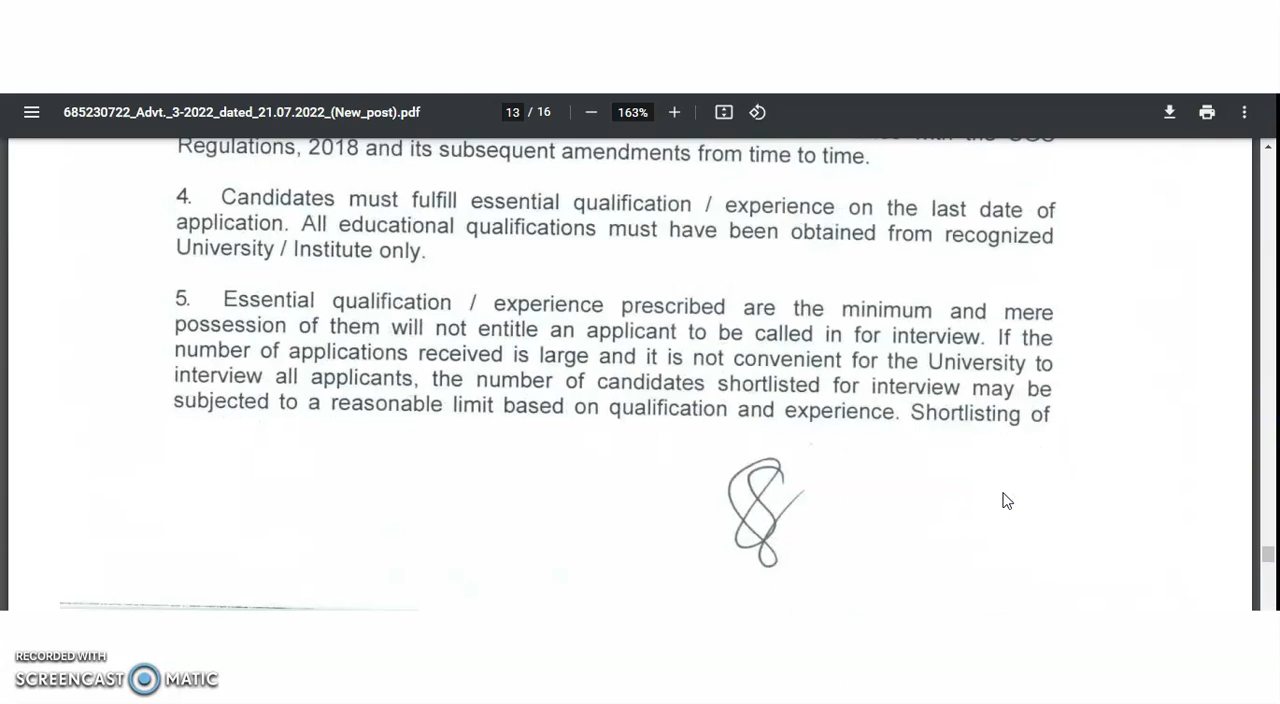 685230722_Advt._3-2022_dated_21.07.2022_(New_post).pdf 13 / 16 163%
Regulations, 2018 and its subsequent amendments from time to time.
4. Candidates must fulfill essential qualification / experience on the last date of
application. All educational qualifications must have been obtained from recognized
University / Institute only.
5. Essential qualification / experience prescribed are the minimum and mere
possession of them will not entitle an applicant to be called in for interview. If the
number of applications received is large and it is not convenient for the University to
interview all applicants, the number of candidates shortlisted for interview may be
subjected to a reasonable limit based on qualification and experience. Shortlisting of
RECORDED WITH
SCREENCAST MATIC